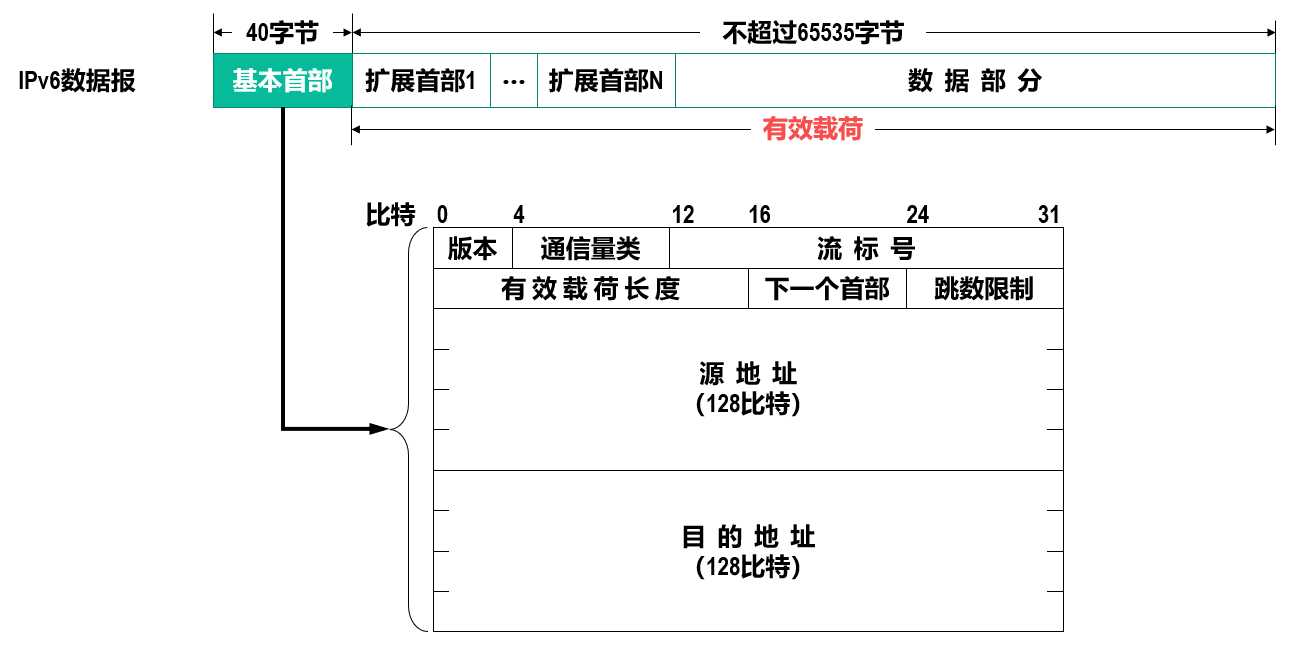 40字节 不超过65535字节
IPv6数据报 基本首部 扩展首部1 … 扩展首部N 数据部分
有效载荷
比特 0 4 12 16 24 31
版本 通信量类 流标号
有效载荷长度 下一个首部 跳数限制
源地址
(128比特)
目的地址
(128比特)